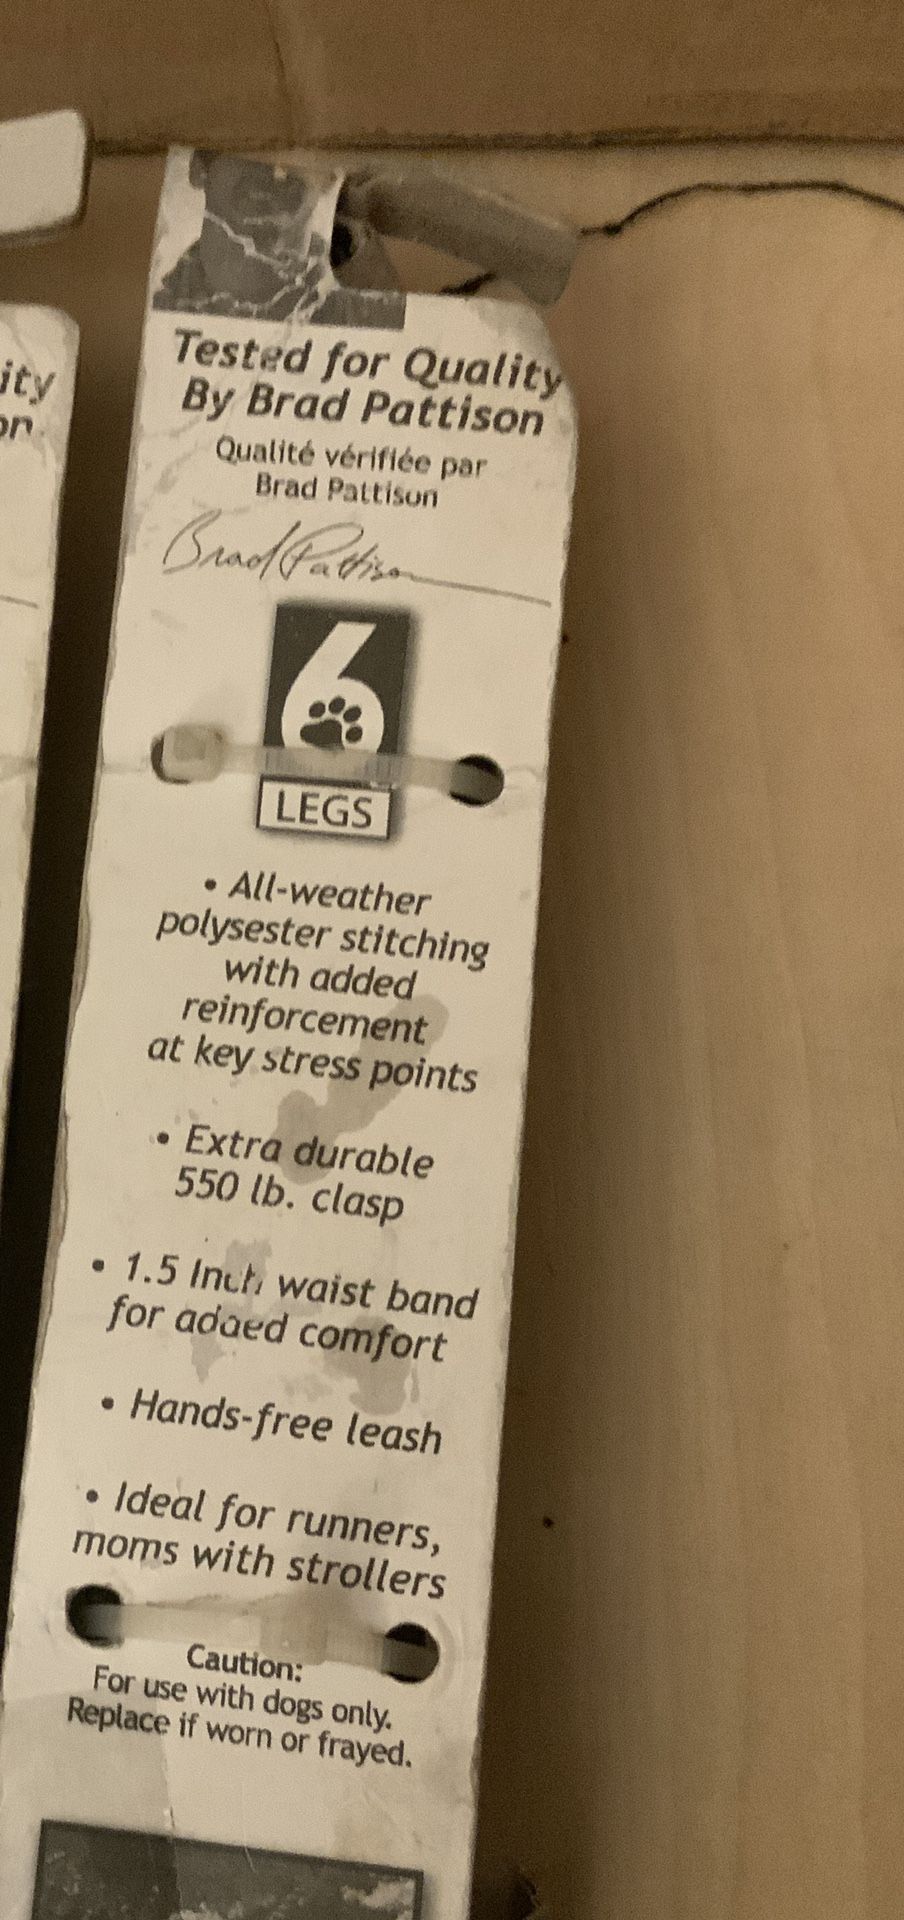 ity
on
Tested for Quality
By Brad Pattison
Qualité vérifiée par
Brad Pattison
Brad Pattison
6
LEGS
• All-weather
polysester stitching
with added
reinforcement
at key stress points
• Extra durable
550 lb. clasp
• 1.5 Inch waist band
for added comfort
• Hands-free leash
• Ideal for runners,
moms with strollers
Caution:
For use with dogs only.
Replace if worn or frayed.